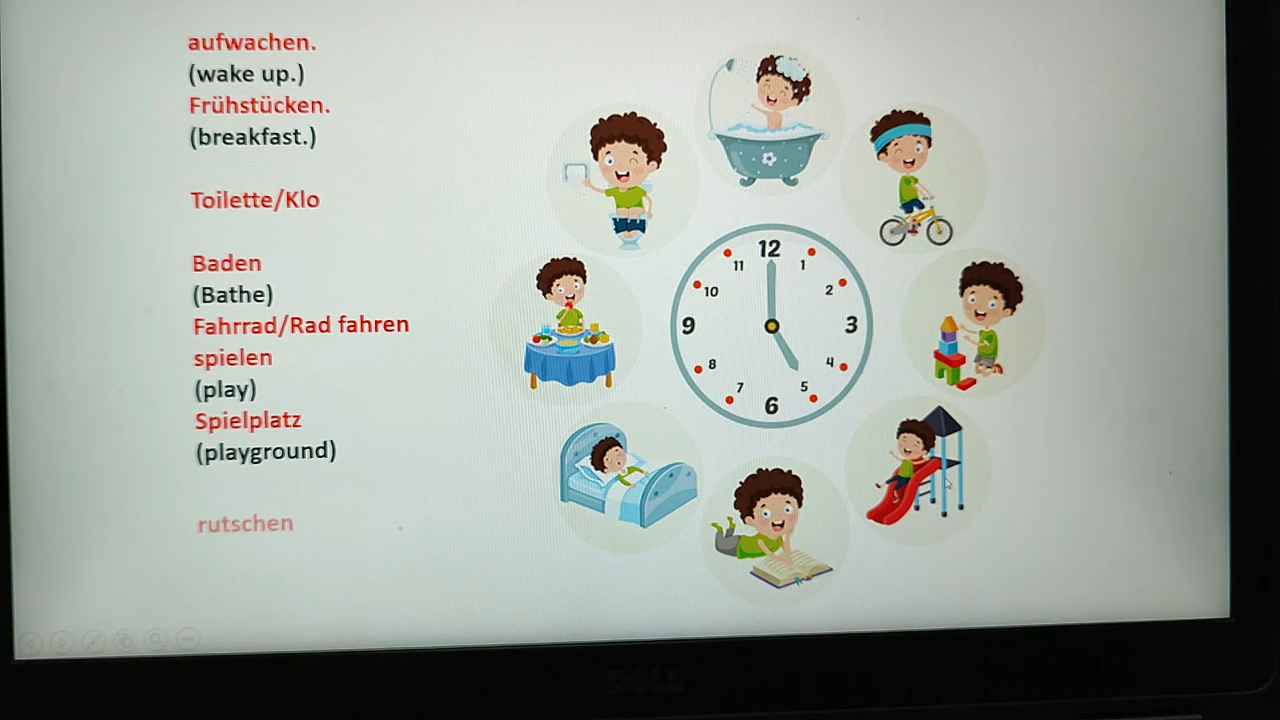 aufwachen.
(wake up.)
Frühstücken.
(breakfast.)
Toilette/Klo
Baden
(Bathe)
Fahrrad/Rad fahren
spielen
(play)
Spielplatz
(playground)
rutschen
12
11
1
10
2
9
3
8
4
7
5
6
DELL